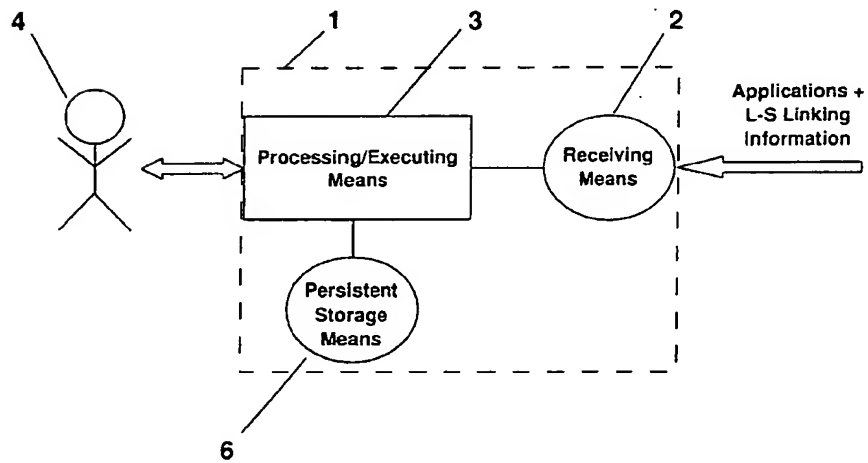 4
1
3
2
Applications +
L-S Linking
Information
Processing/Executing
Means
Receiving
Means
Persistent
Storage
Means
6